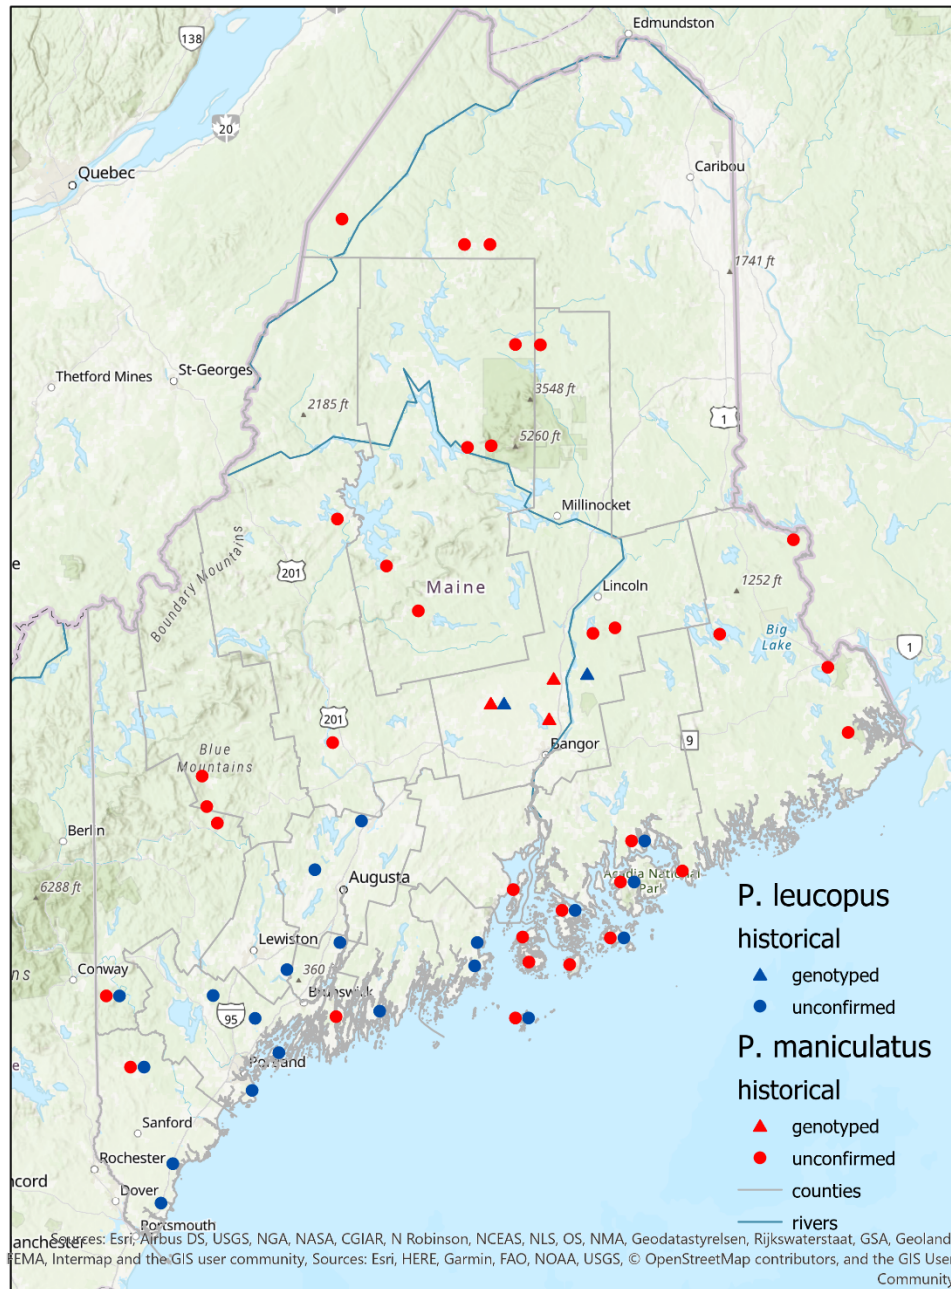 Edmundston
138
20
Quebec
Caribou
1741 ft
St-Georges
Thetford Mines
3548 ft
2185 ft
1
5260 ft
Millinocket
Boundary Mountains
201
Maine
Lincoln
1252 ft
Big
Lake
1
201
9
Blue
Mountains
Bangor
Berlin
6288 ft
Augusta
Acadia National
Park
Lewiston
360 ft
Conway
Brunswick
95
Portland
Sanford
Rochester
Dover
Portsmouth
ncord
anchester
P. leucopus
historical
genotyped
unconfirmed
P. maniculatus
historical
genotyped
unconfirmed
counties
rivers
Sources: Esri, Airbus DS, USGS, NGA, NASA, CGIAR, N Robinson, NCEAS, NLS, OS, NMA, Geodatastyrelsen, Rijkswaterstaat, GSA, Geoland,
FEMA, Intermap and the GIS user community, Sources: Esri, HERE, Garmin, FAO, NOAA, USGS, © OpenStreetMap contributors, and the GIS User
Community